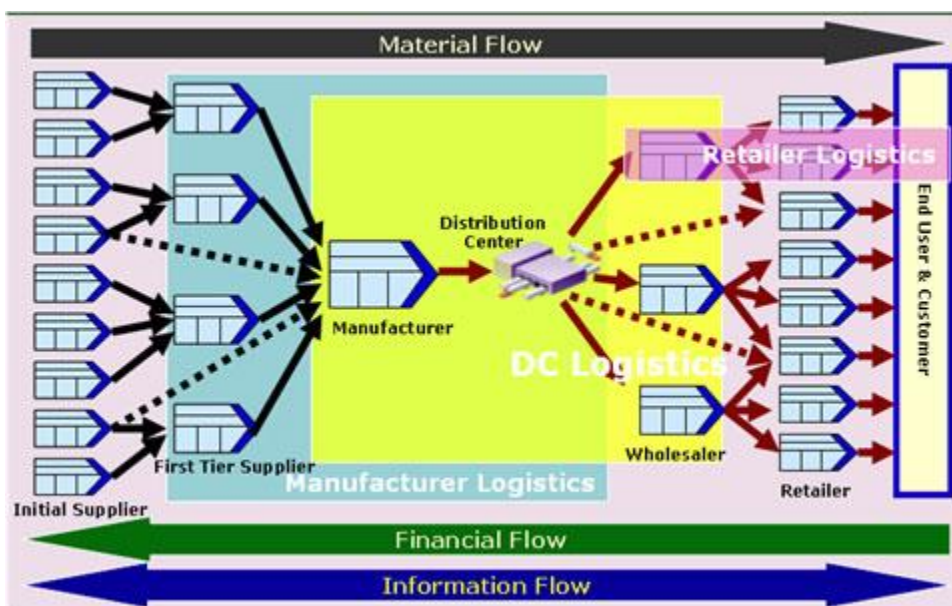 Material Flow
Retailer Logistics
Distribution
Center
Manufacturer
DC Logistics
Wholesaler
First Tier Supplier
Manufacturer Logistics
Initial Supplier
Retailer
End User & Customer
Financial Flow
Information Flow